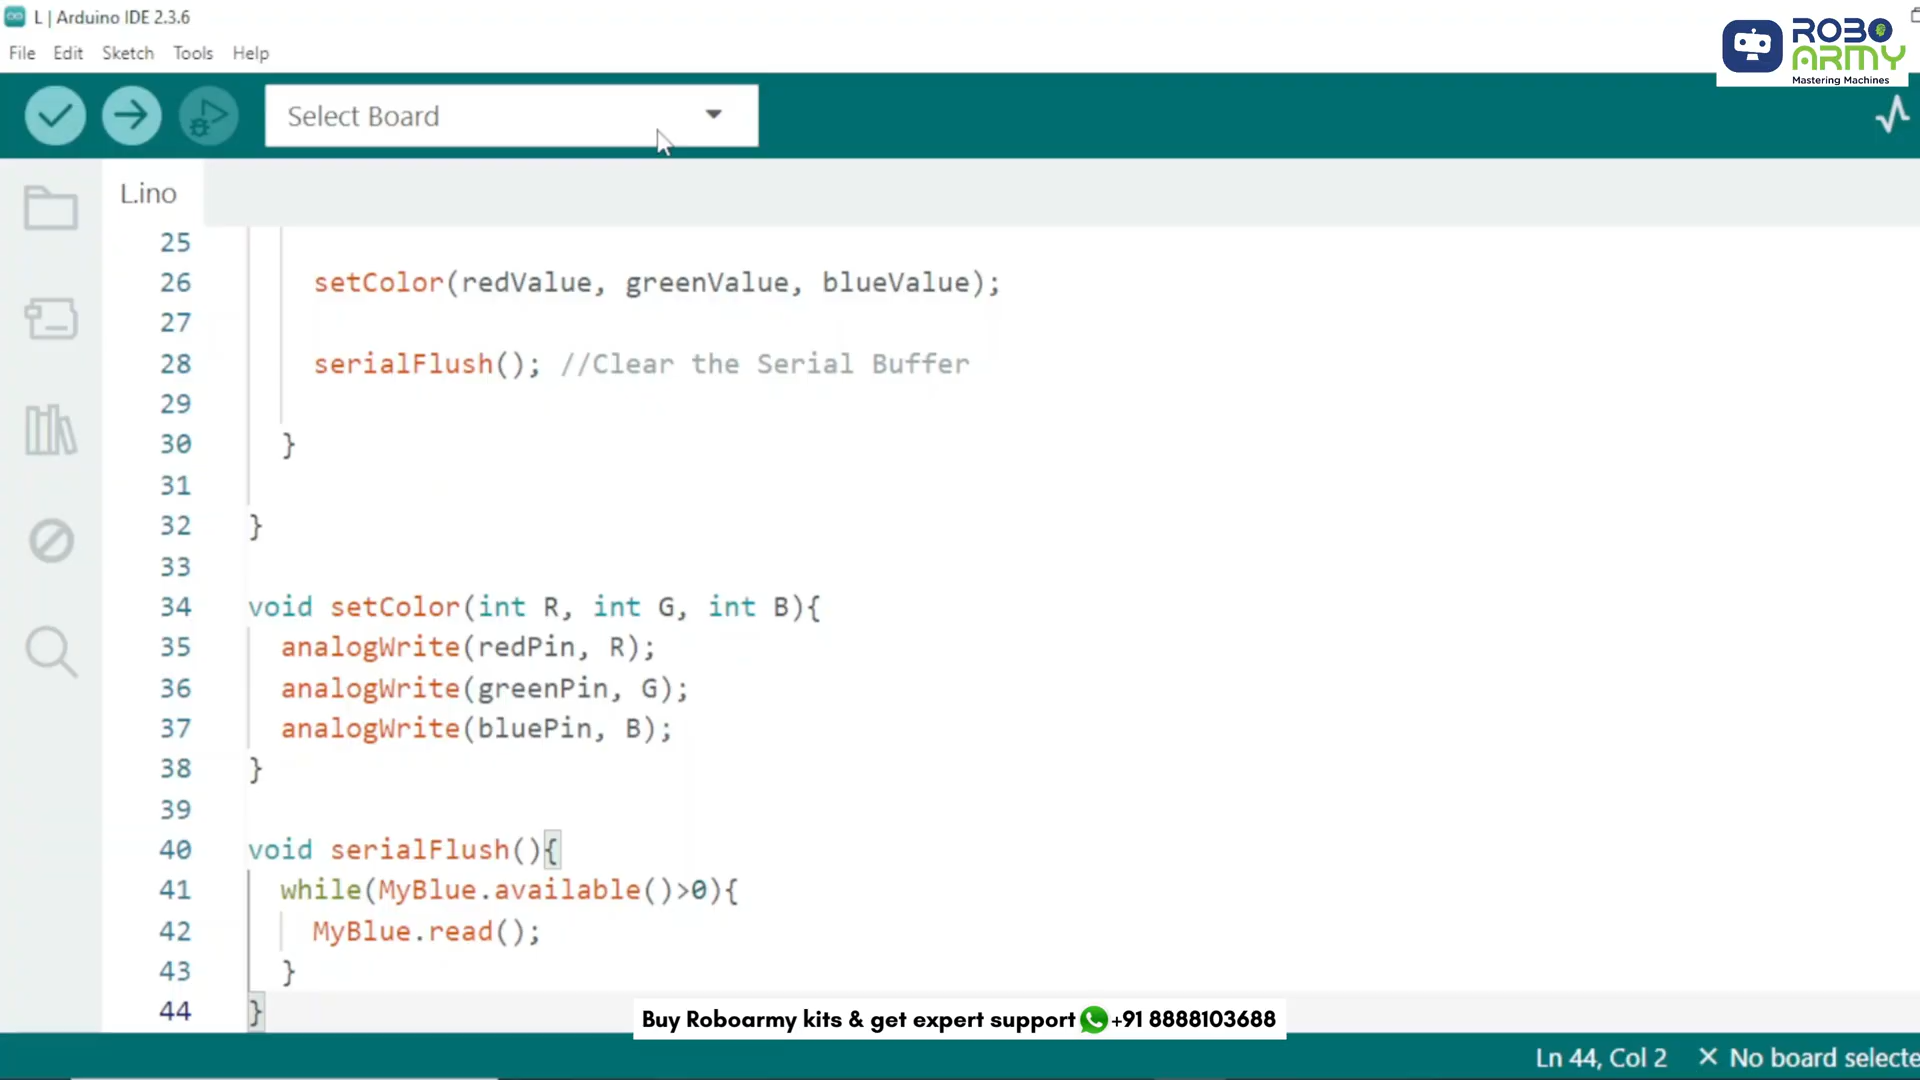 L | Arduino IDE 2.3.6
File Edit Sketch Tools Help
ROBO
ARMY
Mastering Machines
Select Board
L.ino
25
26 setColor(redValue, greenValue, blueValue);
27
28 serialFlush(); //Clear the Serial Buffer
29
30 }
31
32 }
33
34 void setColor(int R, int G, int B){
35 analogWrite(redPin, R);
36 analogWrite(greenPin, G);
37 analogWrite(bluePin, B);
38 }
39
40 void serialFlush(){
41 while(MyBlue.available()>0){
42 MyBlue.read();
43 }
44 }
Buy Roboarmy kits & get expert support +91 8888103688
Ln 44, Col 2 × No board selecte